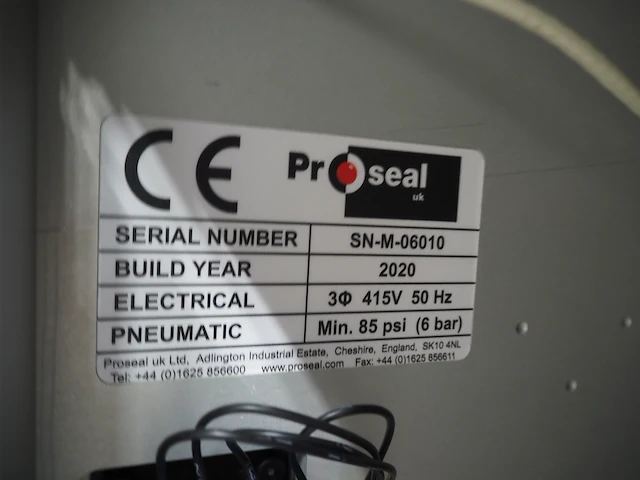 CE Proseal uk
SERIAL NUMBER SN-M-06010
BUILD YEAR 2020
ELECTRICAL 3Φ 415V 50 Hz
PNEUMATIC Min. 85 psi (6 bar)
Proseal uk Ltd, Adlington Industrial Estate, Cheshire, England, SK10 4NL
Tel: +44 (0)1625 856600 www.proseal.com Fax: +44 (0)1625 856611